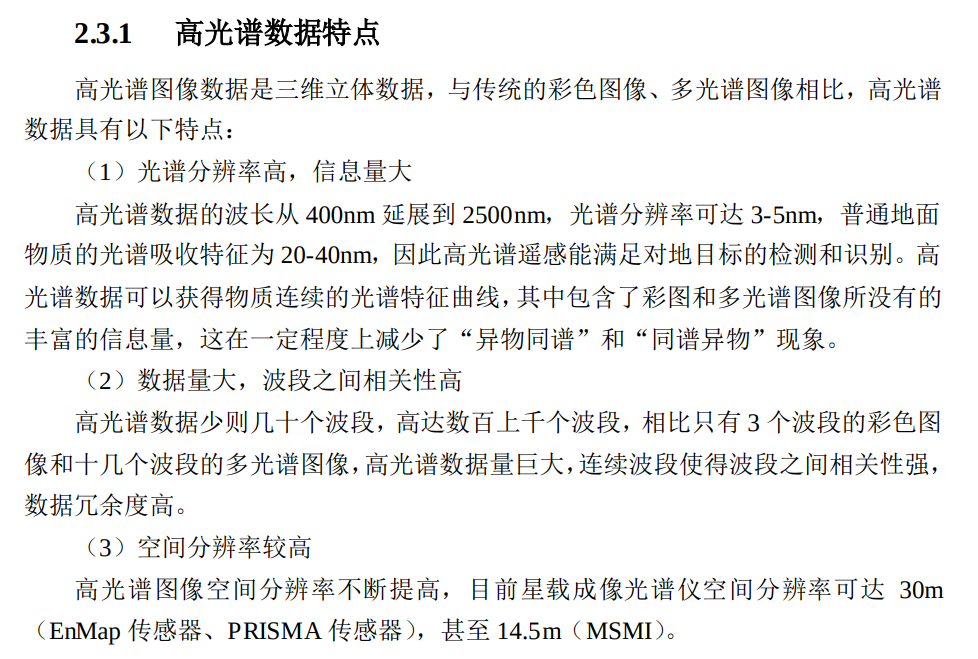 2.3.1 高光谱数据特点
高光谱图像数据是三维立体数据，与传统的彩色图像、多光谱图像相比，高光谱
数据具有以下特点：
（1）光谱分辨率高，信息量大
高光谱数据的波长从 400nm 延展到 2500nm，光谱分辨率可达 3-5nm，普通地面
物质的光谱吸收特征为 20-40nm，因此高光谱遥感能满足对地目标的检测和识别。高
光谱数据可以获得物质连续的光谱特征曲线，其中包含了彩图和多光谱图像所没有的
丰富的信息量，这在一定程度上减少了“异物同谱”和“同谱异物”现象。
（2）数据量大，波段之间相关性高
高光谱数据少则几十个波段，高达数百上千个波段，相比只有 3 个波段的彩色图
像和十几个波段的多光谱图像，高光谱数据量巨大，连续波段使得波段之间相关性强，
数据冗余度高。
（3）空间分辨率较高
高光谱图像空间分辨率不断提高，目前星载成像光谱仪空间分辨率可达 30m
（EnMap 传感器、PRISMA 传感器），甚至 14.5m（MSMI）。